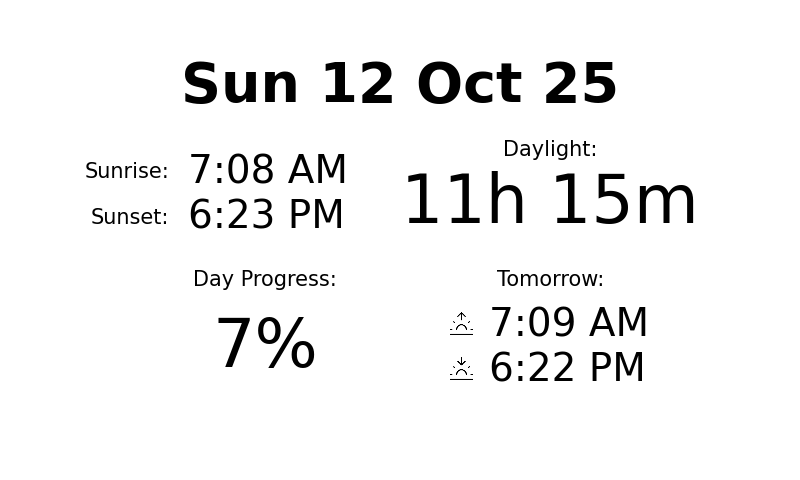 Sun 12 Oct 25
Sunrise: 7:08 AM
Sunset: 6:23 PM
Daylight:
11h 15m
Day Progress:
7%
Tomorrow:
7:09 AM
6:22 PM